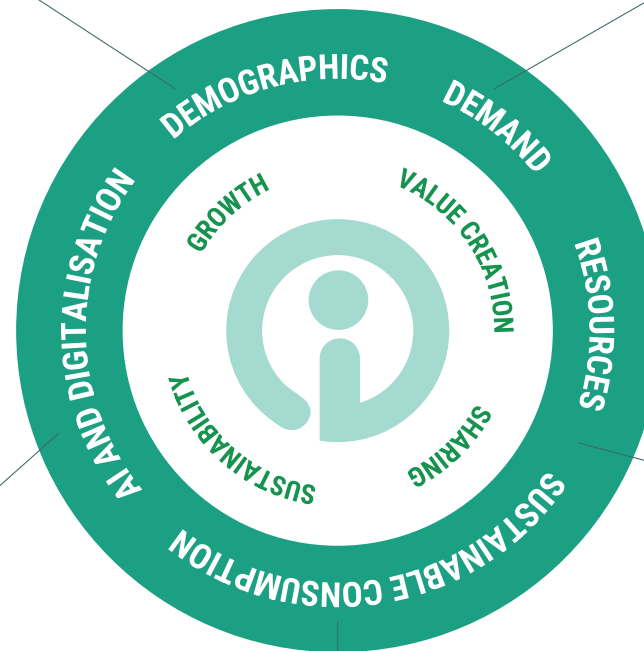 DEMOGRAPHICS
DEMAND
RESOURCES
SUSTAINABLE CONSUMPTION
AI AND DIGITALISATION
GROWTH
VALUE CREATION
SHARING
SUSTAINABILITY